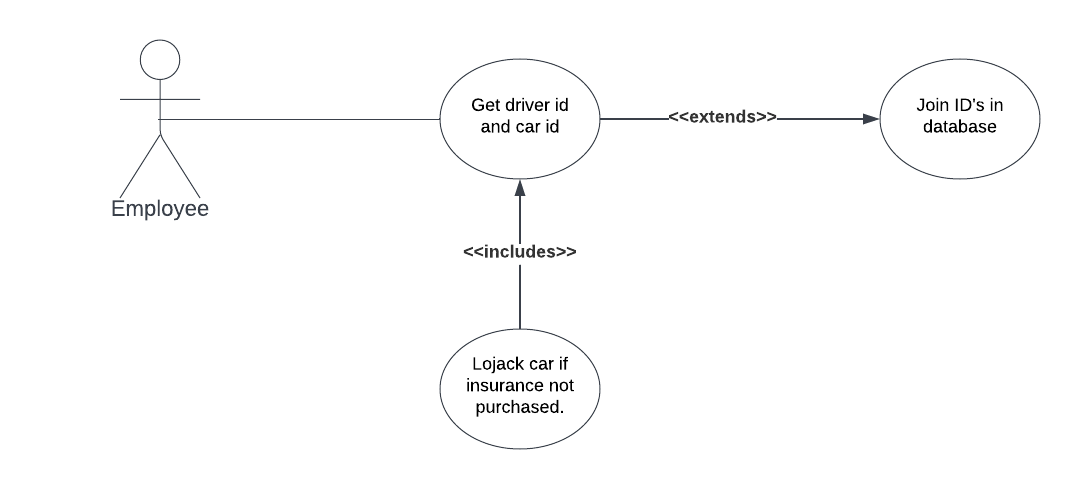 Get driver id
and car id
<<extends>>
Join ID's in
database
Employee
<<includes>>
Lojack car if
insurance not
purchased.